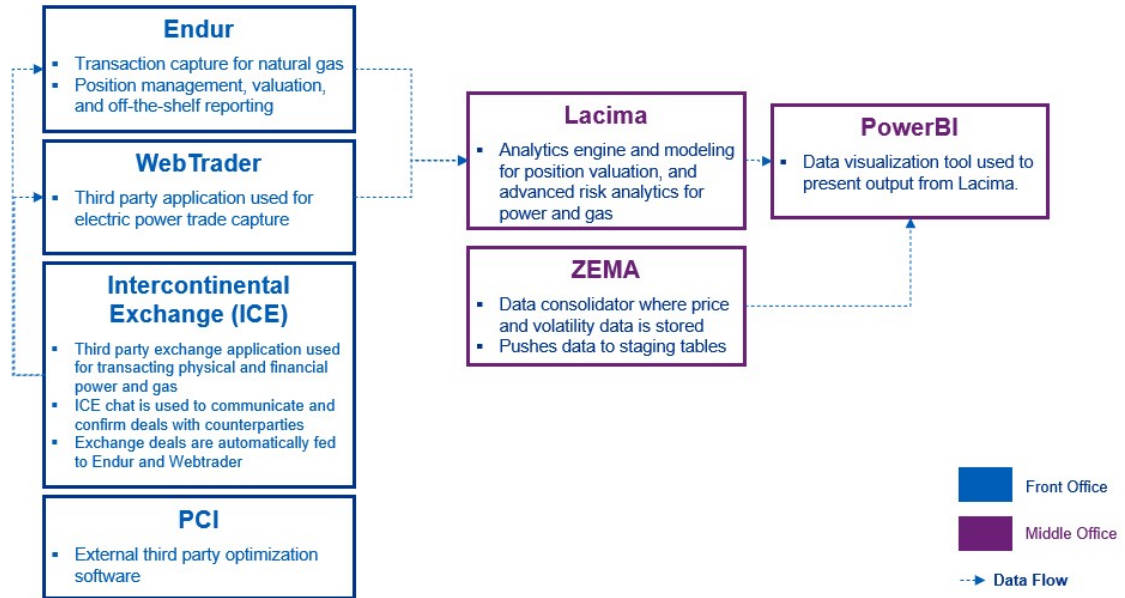 Endur
▪ Transaction capture for natural gas
▪ Position management, valuation,
and off-the-shelf reporting
WebTrader
▪ Third party application used for
electric power trade capture
Intercontinental
Exchange (ICE)
▪ Third party exchange application used
for transacting physical and financial
power and gas
▪ ICE chat is used to communicate and
confirm deals with counterparties
▪ Exchange deals are automatically fed
to Endur and Webtrader
PCI
▪ External third party optimization
software
Lacima
▪ Analytics engine and modeling
for position valuation, and
advanced risk analytics for
power and gas
ZEMA
▪ Data consolidator where price
and volatility data is stored
▪ Pushes data to staging tables
PowerBI
▪ Data visualization tool used to
present output from Lacima.
Front Office
Middle Office
Data Flow